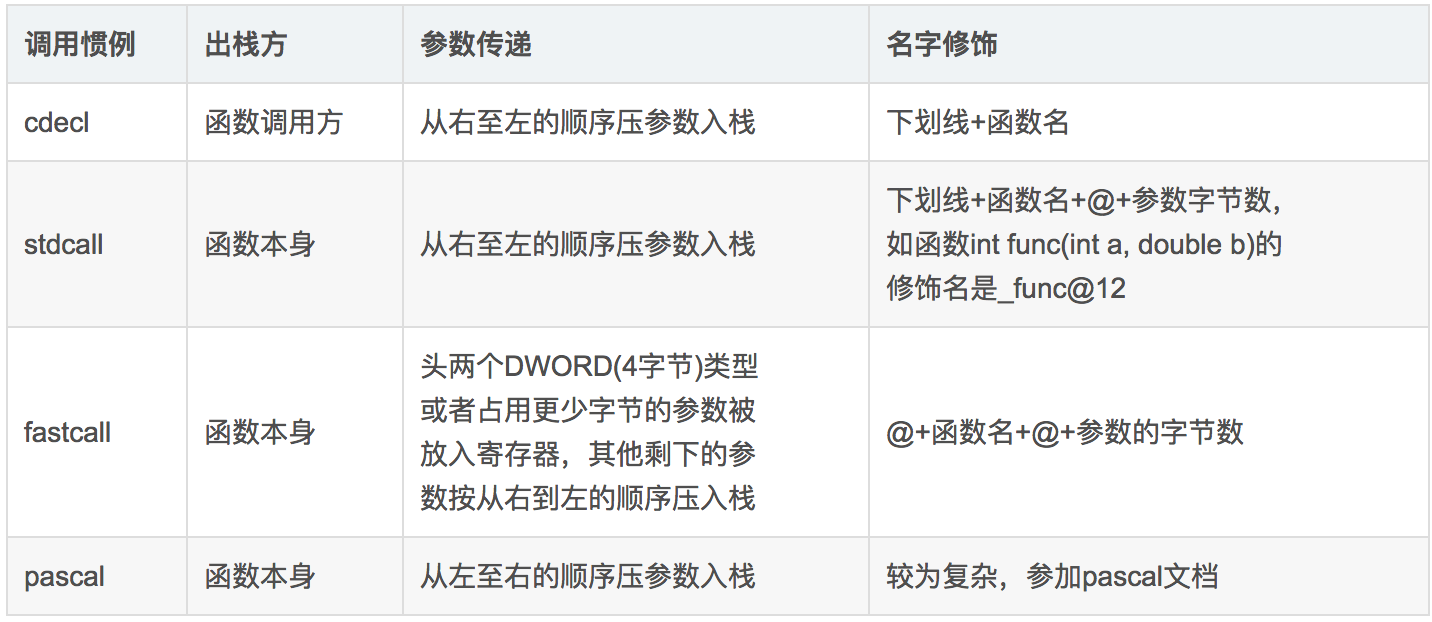 调用惯例 出栈方 参数传递 名字修饰
cdecl 函数调用方 从右至左的顺序压参数入栈 下划线+函数名
stdcall 函数本身 从右至左的顺序压参数入栈 下划线+函数名+@+参数字节数，
如函数int func(int a, double b)的
修饰名是_func@12
fastcall 函数本身 头两个DWORD(4字节)类型
或者占用更少字节的参数被
放入寄存器，其他剩下的参
数按从右到左的顺序压入栈
@+函数名+@+参数的字节数
pascal 函数本身 从左至右的顺序压参数入栈 较为复杂，参加pascal文档